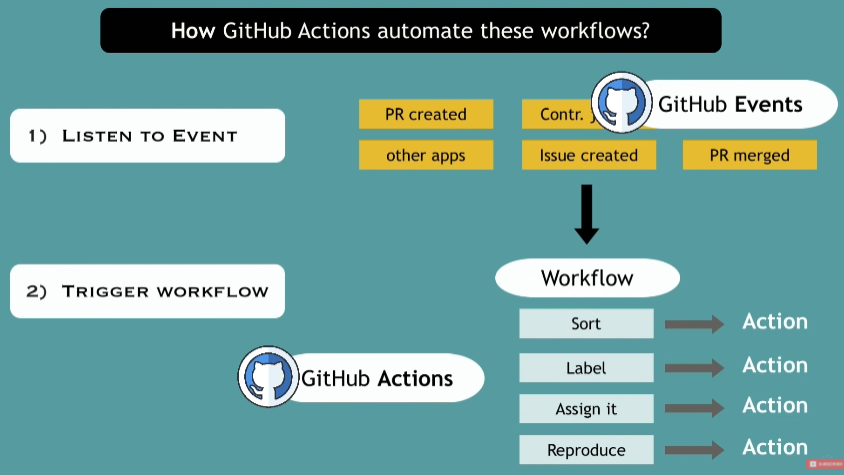 How GitHub Actions automate these workflows?
1) LISTEN TO EVENT
PR created
Contr.
GitHub Events
other apps
Issue created
PR merged
2) TRIGGER WORKFLOW
Workflow
Sort
Action
GitHub Actions
Label
Action
Assign it
Action
Reproduce
Action
SUBSCRIBE